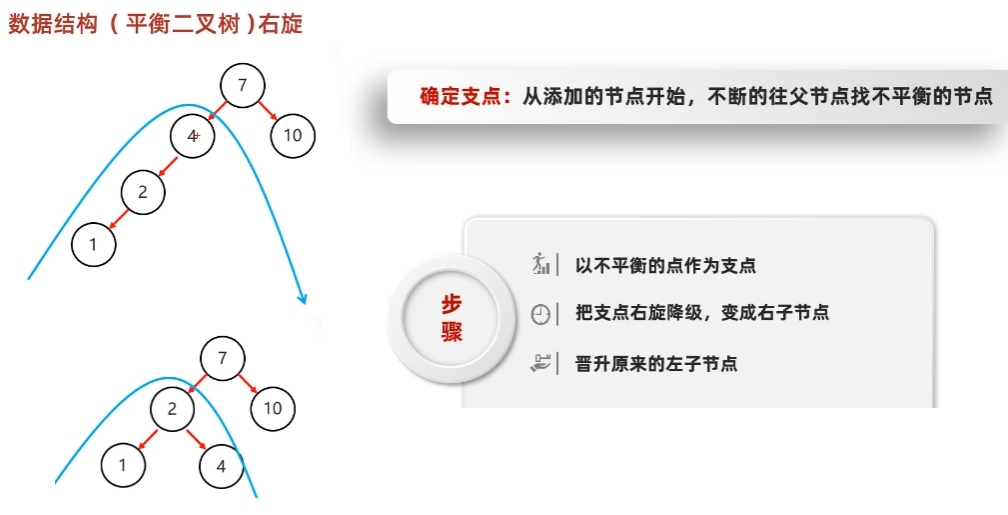 数据结构（平衡二叉树）右旋
确定支点：从添加的节点开始，不断的往父节点找不平衡的节点
7
4
10
2
1
步骤
以不平衡的点作为支点
把支点右旋降级，变成右子节点
晋升原来的左子节点
7
2
10
1
4